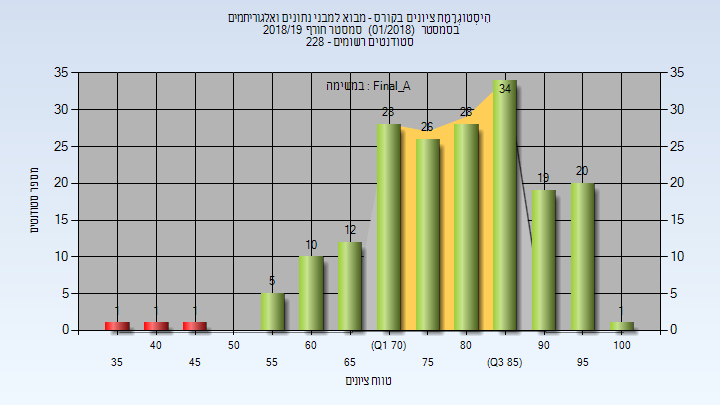 היסטוגרמת ציונים בקורס - מבוא למבני נתונים ואלגוריתמים
בסמסטר (01/2018) סמסטר חורף 2018/19
סטודנטים רשומים - 228
במשימה : Final_A
35 35
30 30
25 25
20 20
15 15
10 10
5 5
0 0
מספר סטודנטים
1 1 1 5 10 12 28 26 28 34 19 20 1
40 50 60 (Q1 70) 80 90 100
35 45 55 65 75 (Q3 85) 95
טווח ציונים